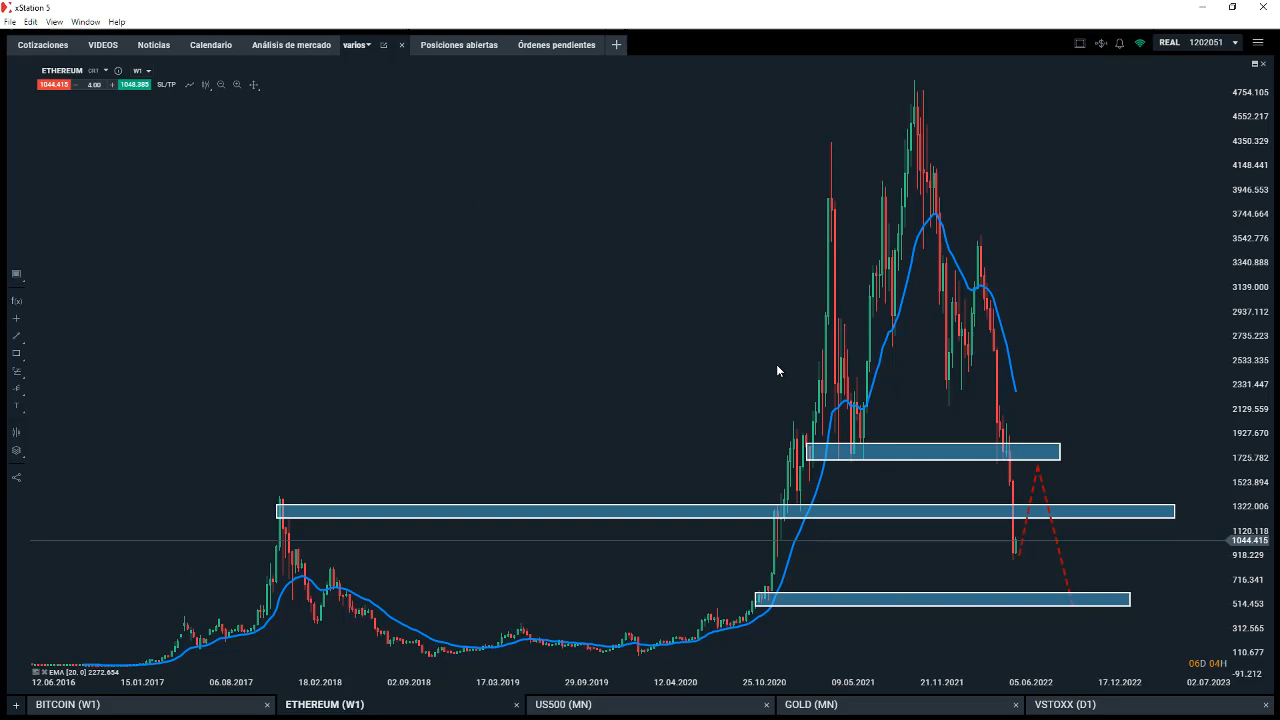 xStation 5
File Edit View Window Help
Cotizaciones VIDEOS Noticias Calendario Análisis de mercado varios Posiciones abiertas Órdenes pendientes REAL 1202051
ETHEREUM CRT W1
1044.415 4.00 1048.385 SL/TP
4754.105
4552.217
4350.329
4148.441
3946.553
3744.664
3542.776
3340.888
3139.000
2937.112
2735.223
2533.335
2331.447
2129.559
1927.670
1725.782
1523.894
1322.006
1120.118
1044.415
918.229
716.341
514.453
312.565
110.677
-91.212
f(x)
T
06D 04H
EMA [20, 0] 2272.654
12.06.2016 15.01.2017 06.08.2017 18.02.2018 02.09.2018 17.03.2019 29.09.2019 12.04.2020 25.10.2020 09.05.2021 21.11.2021 05.06.2022 17.12.2022 02.07.2023
BITCOIN (W1) ETHEREUM (W1) US500 (MN) GOLD (MN) VSTOXX (D1)